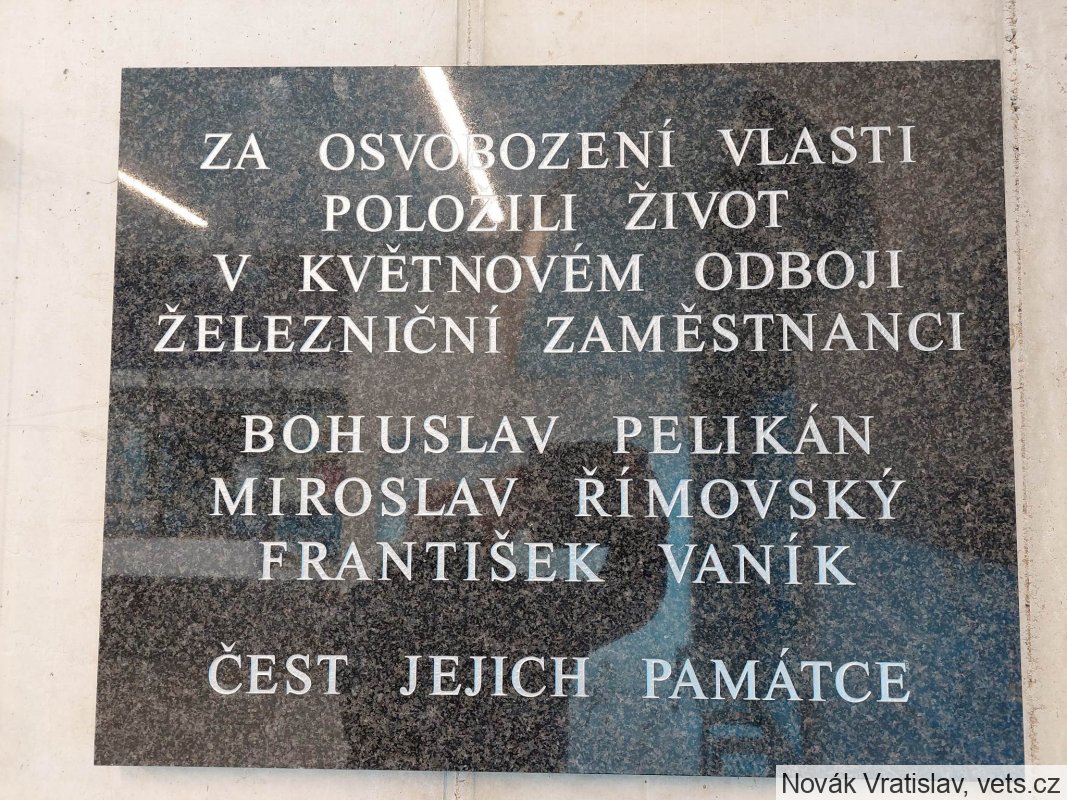 ZA OSVOBOZENÍ VLASTI
POLOŽILI ŽIVOT
V KVĚTNOVÉM ODBOJI
ŽELEZNIČNÍ ZAMĚSTNANCI
BOHUSLAV PELIKÁN
MIROSLAV ŘÍMOVSKÝ
FRANTIŠEK VANÍK
ČEST JEJICH PAMÁTCE
Novák Vratislav, vets.cz